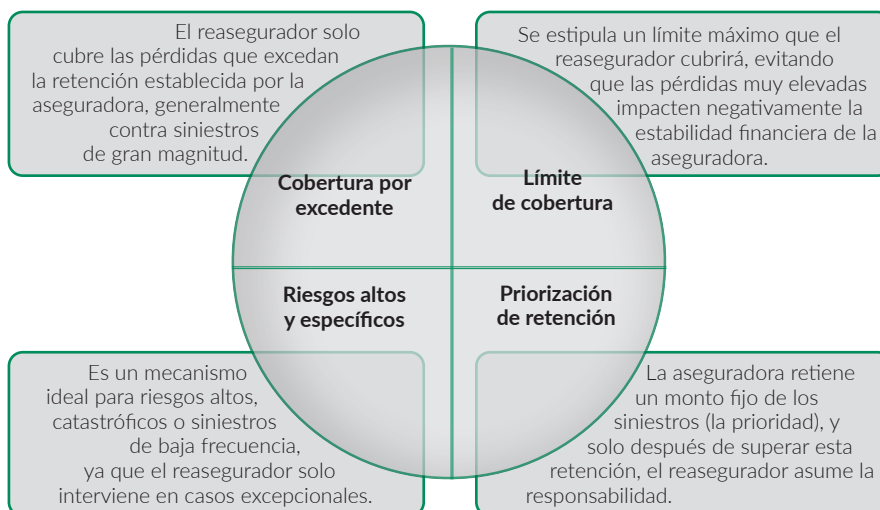 El reasegurador solo
cubre las pérdidas que excedan
la retención establecida por la
aseguradora, generalmente
contra siniestros
de gran magnitud.
Se estipula un límite máximo que el
reasegurador cubrirá, evitando
que las pérdidas muy elevadas
impacten negativamente la
estabilidad financiera de la
aseguradora.
Cobertura por
excedente
Límite
de cobertura
Riesgos altos
y específicos
Priorización
de retención
Es un mecanismo
ideal para riesgos altos,
catastróficos o siniestros
de baja frecuencia,
ya que el reasegurador solo
interviene en casos excepcionales.
La aseguradora retiene
un monto fijo de los
siniestros (la prioridad), y
solo después de superar esta
retención, el reasegurador asume la
responsabilidad.